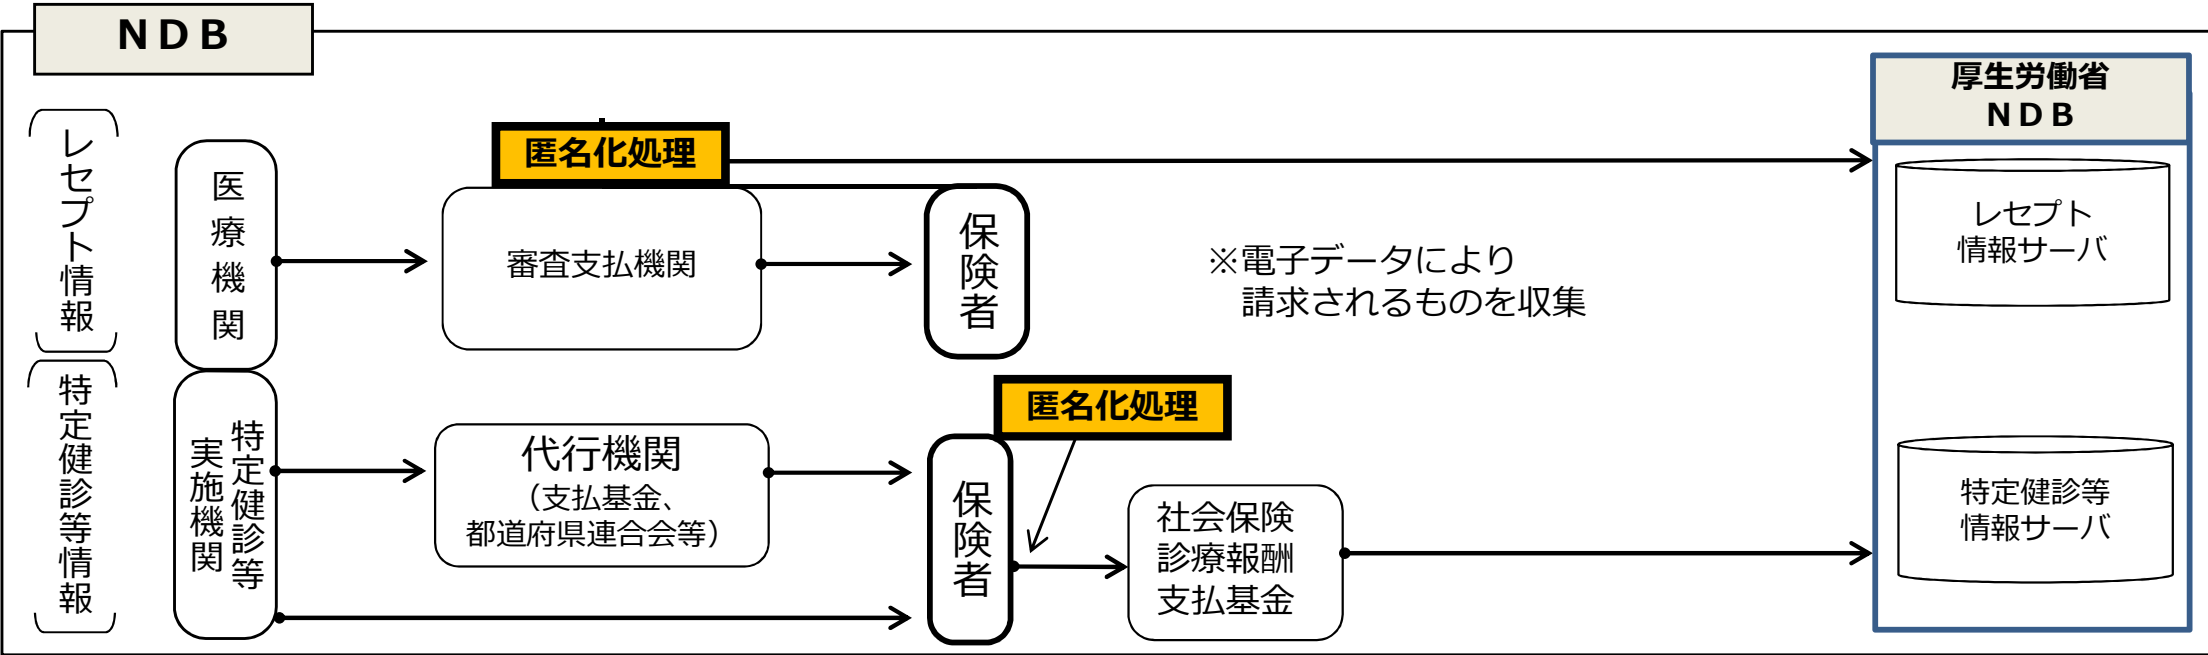 ＮＤＢ
レセプト情報
医療機関
匿名化処理
審査支払機関
保険者
※電子データにより
請求されるものを収集
厚生労働省
ＮＤＢ
レセプト
情報サーバ
特定健診等情報
特定健診等
実施機関
代行機関
（支払基金、
都道府県連合会等）
保険者
匿名化処理
社会保険
診療報酬
支払基金
特定健診等
情報サーバ